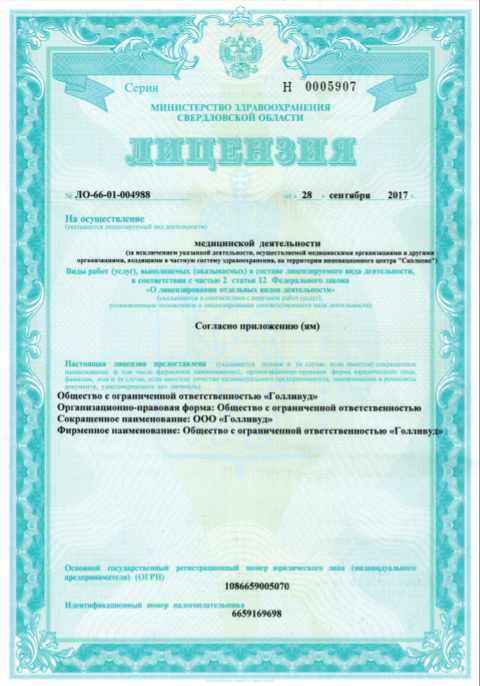 Серия Н 0005907
МИНИСТЕРСТВО ЗДРАВООХРАНЕНИЯ
СВЕРДЛОВСКОЙ ОБЛАСТИ
ЛИЦЕНЗИЯ
№ ЛО-66-01-004988 от « 28 » сентября 2017 г.
На осуществление
(указывается лицензируемый вид деятельности)
медицинской деятельности
(за исключением указанной деятельности, осуществляемой медицинскими организациями и другими
организациями, входящими в частную систему здравоохранения, на территории инновационного центра "Сколково")
Виды работ (услуг), выполняемых (оказываемых) в составе лицензируемого вида деятельности,
в соответствии с частью 2 статьи 12 Федерального закона
«О лицензировании отдельных видов деятельности»
(указываются в соответствии с перечнем работ (услуг),
установленным положением о лицензировании соответствующего вида деятельности)
Согласно приложению (ям)
Настоящая лицензия предоставлена (указывается полное и (в случае, если имеется) сокращенное
наименование (в том числе фирменное наименование), организационно-правовая форма юридического лица,
фамилия, имя и (в случае, если имеется) отчество индивидуального предпринимателя, наименование и реквизиты
документа, удостоверяющего его личность)
Общество с ограниченной ответственностью «Голливуд»
Организационно-правовая форма: Общество с ограниченной ответственностью
Сокращенное наименование: ООО «Голливуд»
Фирменное наименование: Общество с ограниченной ответственностью «Голливуд»
Основной государственный регистрационный номер юридического лица (индивидуального
предпринимателя) (ОГРН)
1086659005070
Идентификационный номер налогоплательщика
6659169698